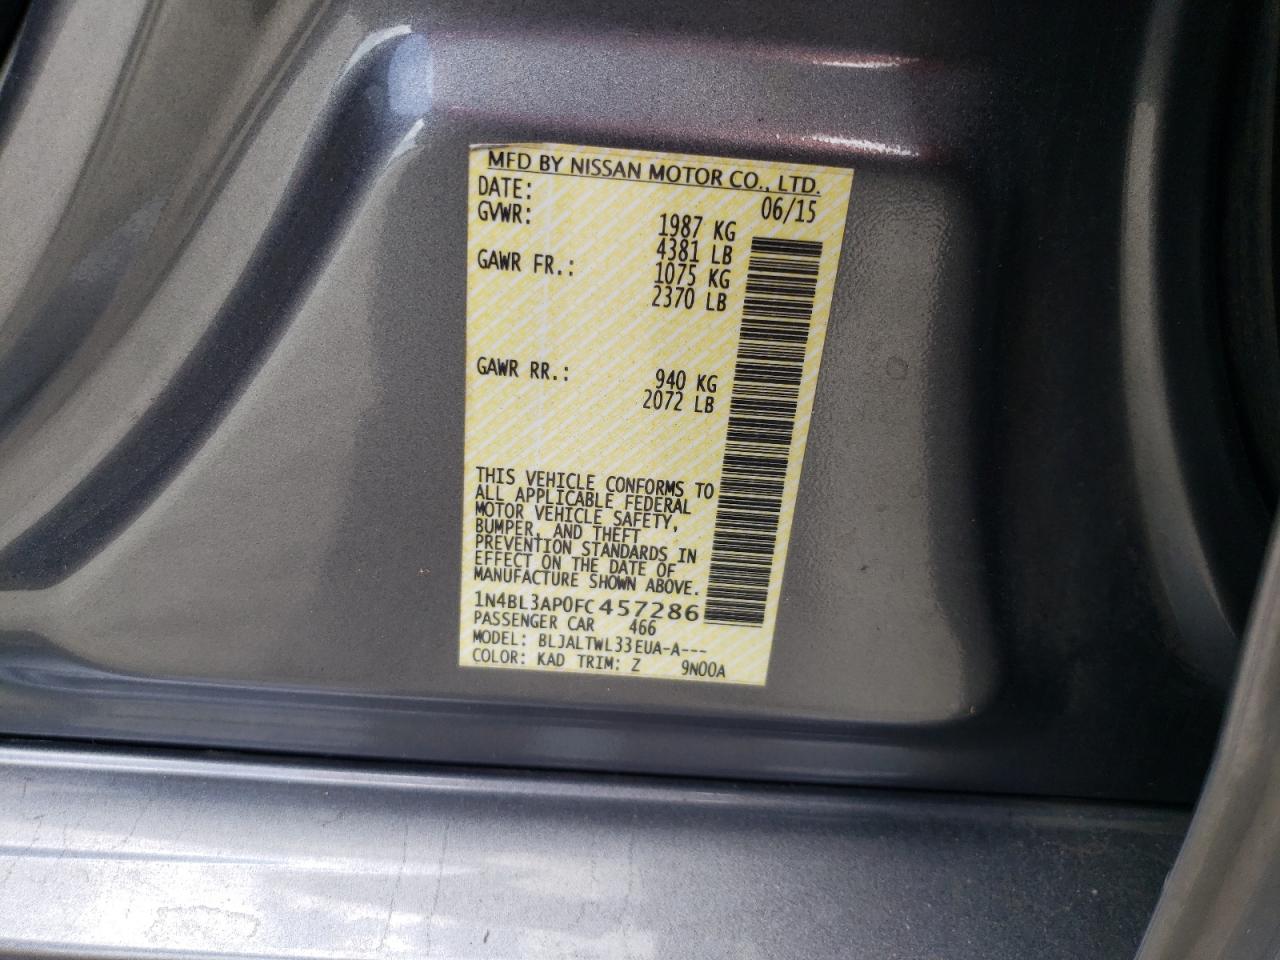 MFD BY NISSAN MOTOR CO., LTD.
DATE: 06/15
GVWR: 1987 KG
4381 LB
GAWR FR.: 1075 KG
2370 LB
GAWR RR.: 940 KG
2072 LB
THIS VEHICLE CONFORMS TO
ALL APPLICABLE FEDERAL
MOTOR VEHICLE SAFETY,
BUMPER, AND THEFT
PREVENTION STANDARDS IN
EFFECT ON THE DATE OF
MANUFACTURE SHOWN ABOVE.
1N4BL3AP0FC457286
PASSENGER CAR 466
MODEL: BLJALTWL33EUA-A---
COLOR: KAD TRIM: Z 9N00A